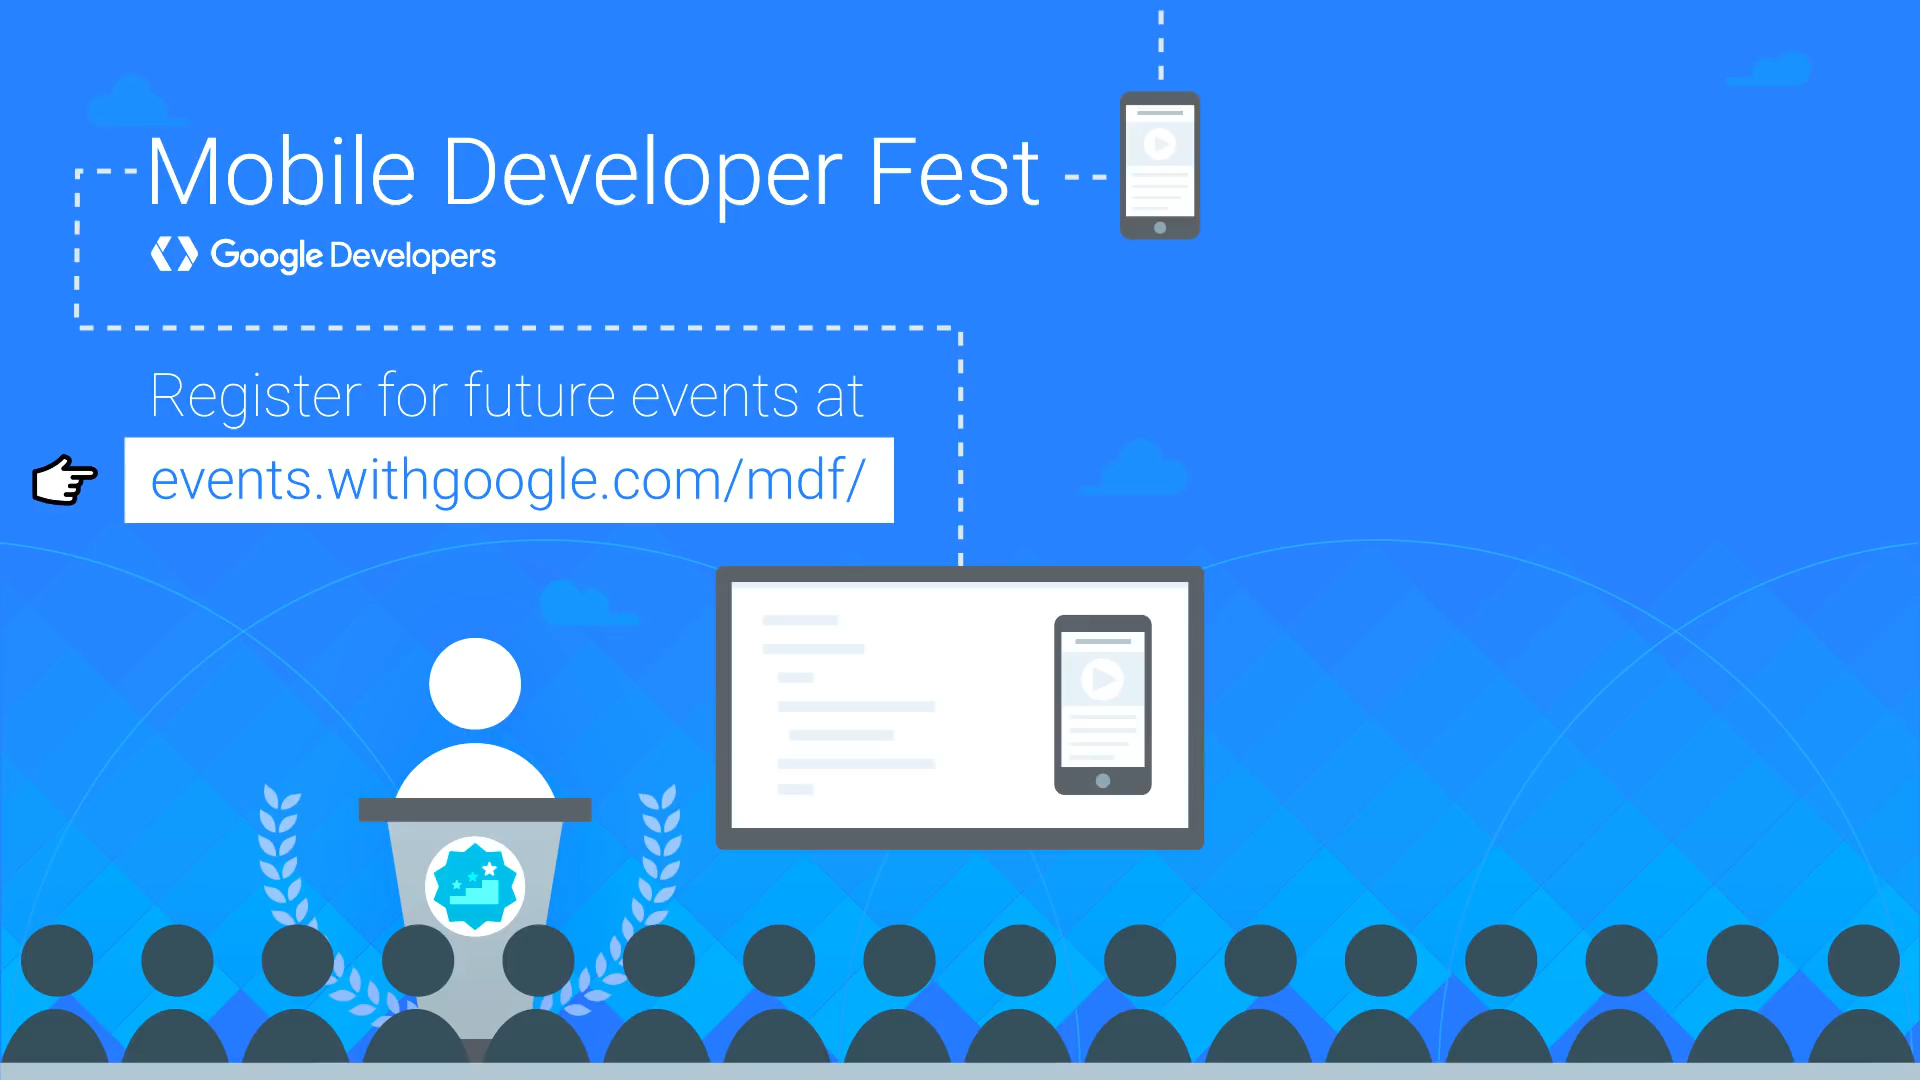 Mobile Developer Fest
Google Developers
Register for future events at
events.withgoogle.com/mdf/